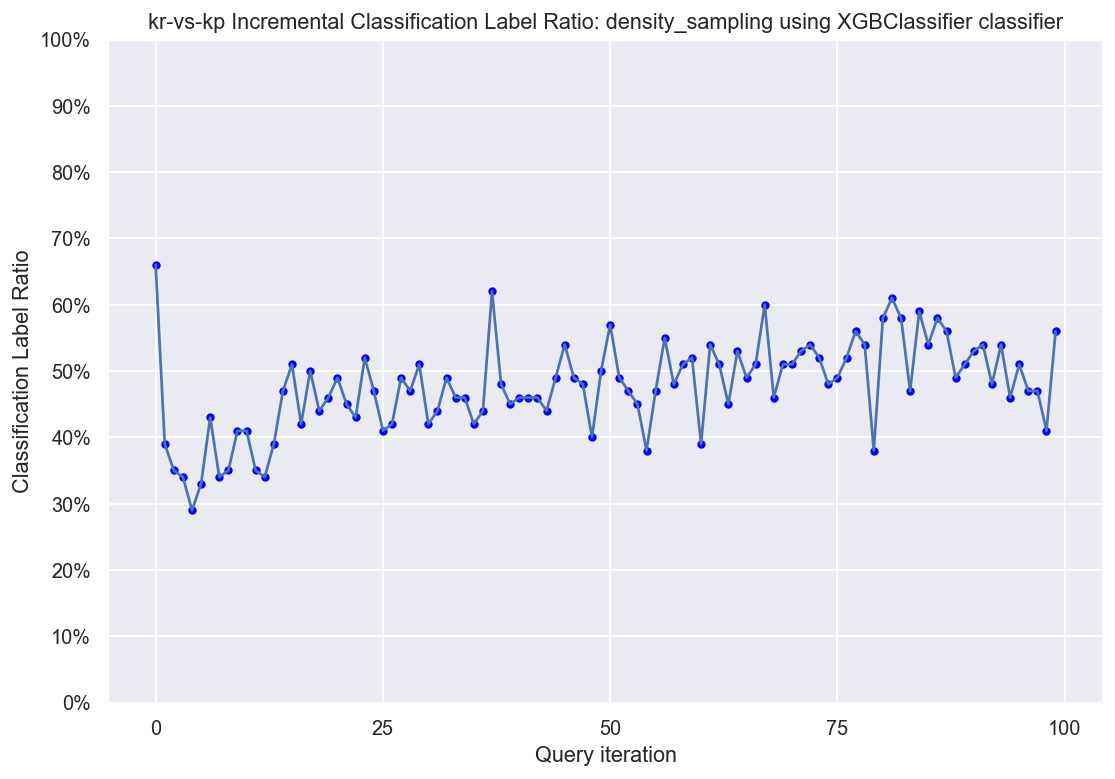 kr-vs-kp Incremental Classification Label Ratio: density_sampling using XGBClassifier classifier
100%
90%
80%
70%
60%
50%
40%
30%
20%
10%
0%
Classification Label Ratio
0 25 50 75 100
Query iteration